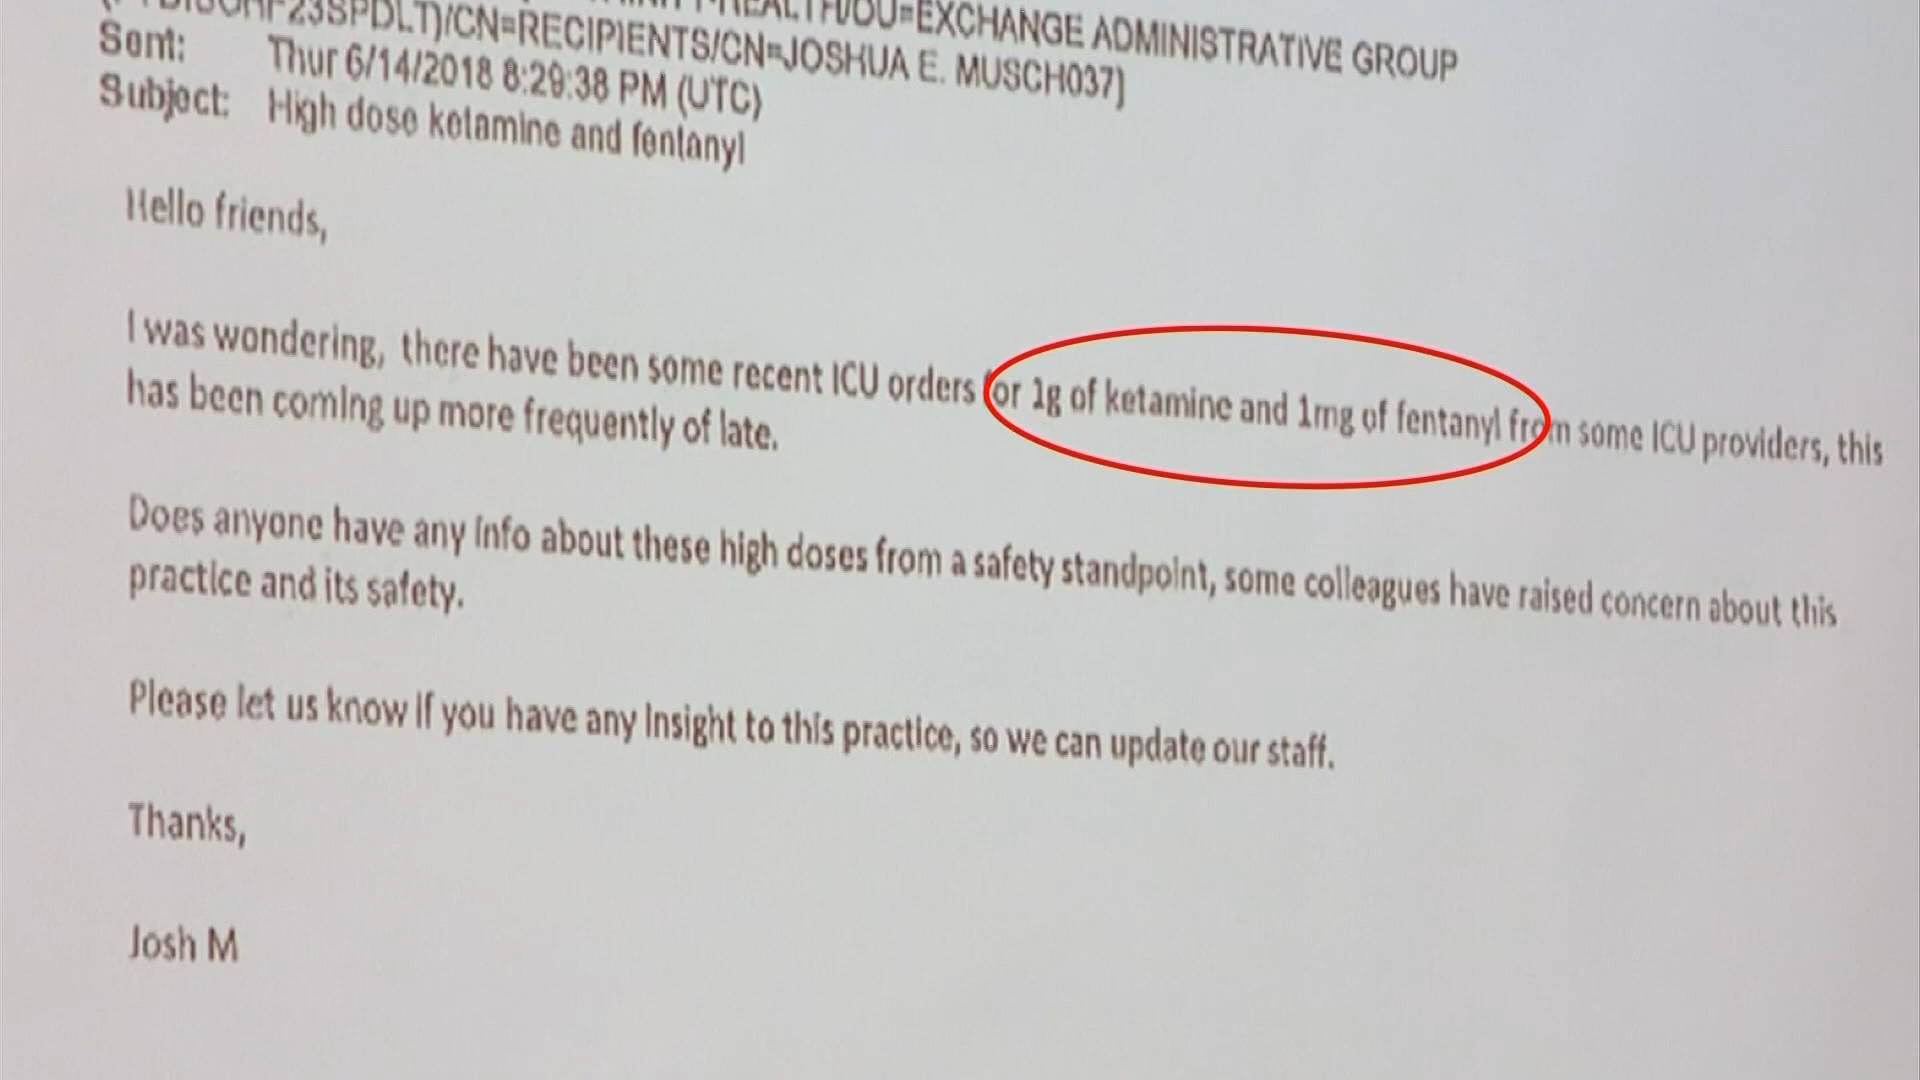 HEALTH/OU=EXCHANGE ADMINISTRATIVE GROUP
(FYDIBOHF23SPDLT)/CN=RECIPIENTS/CN=JOSHUA E. MUSCH037]
Sent: Thur 6/14/2018 8:29:38 PM (UTC)
Subject: High dose ketamine and fentanyl
Hello friends,
I was wondering, there have been some recent ICU orders for 1g of ketamine and 1mg of fentanyl from some ICU providers, this
has been coming up more frequently of late.
Does anyone have any info about these high doses from a safety standpoint, some colleagues have raised concern about this
practice and its safety.
Please let us know if you have any insight to this practice, so we can update our staff.
Thanks,
Josh M